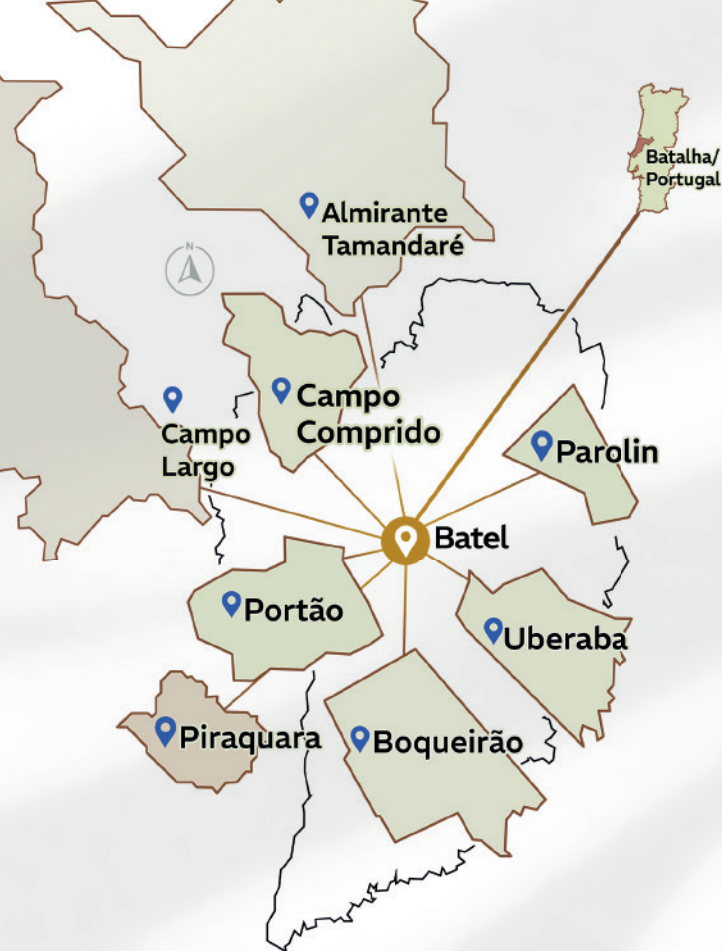 Batalha/
Portugal
Almirante
Tamandaré
N
Campo
Comprido
Campo
Largo
Parolin
Batel
Portão
Uberaba
Piraquara
Boqueirão